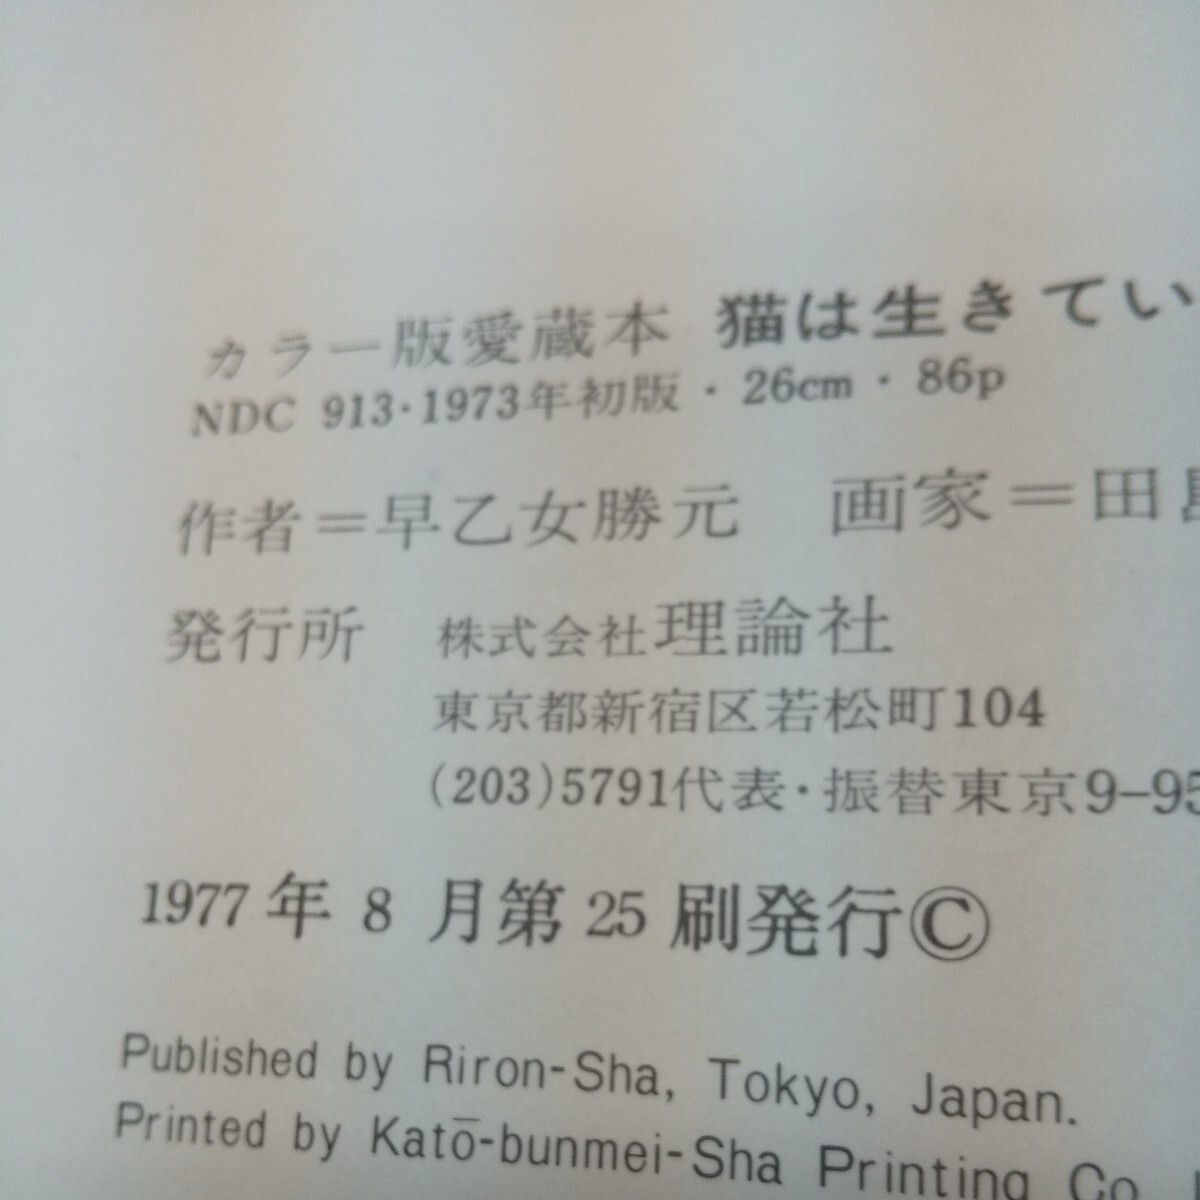 カラー版愛蔵本 猫は生きてい
NDC 913・1973年初版・26cm・86p
作者＝早乙女勝元 画家＝田
発行所 株式会社理論社
東京都新宿区若松町104
(203)5791代表・振替東京9-95
1977年8月第25刷発行©
Published by Riron-Sha, Tokyo, Japan.
Printed by Katō-bunmei-Sha Printing Co